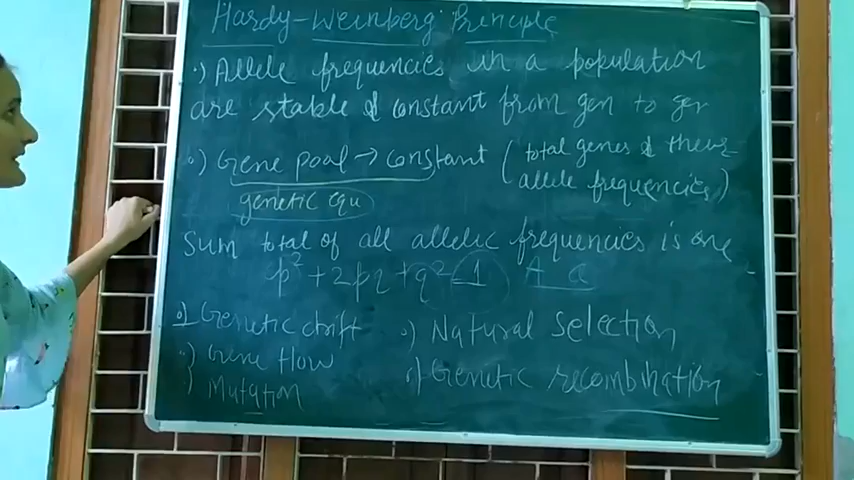 Hardy-Weinberg Principle
•) Allele frequencies in a population
are stable & constant from gen to gen
•) Gene pool → constant (total genes & their
allele frequencies)
genetic equ
Sum total of all allelic frequencies is one
p² + 2pq + q² = 1 A a
•) Genetic drift •) Natural Selection
•) Gene flow •) Genetic recombination
•) Mutation